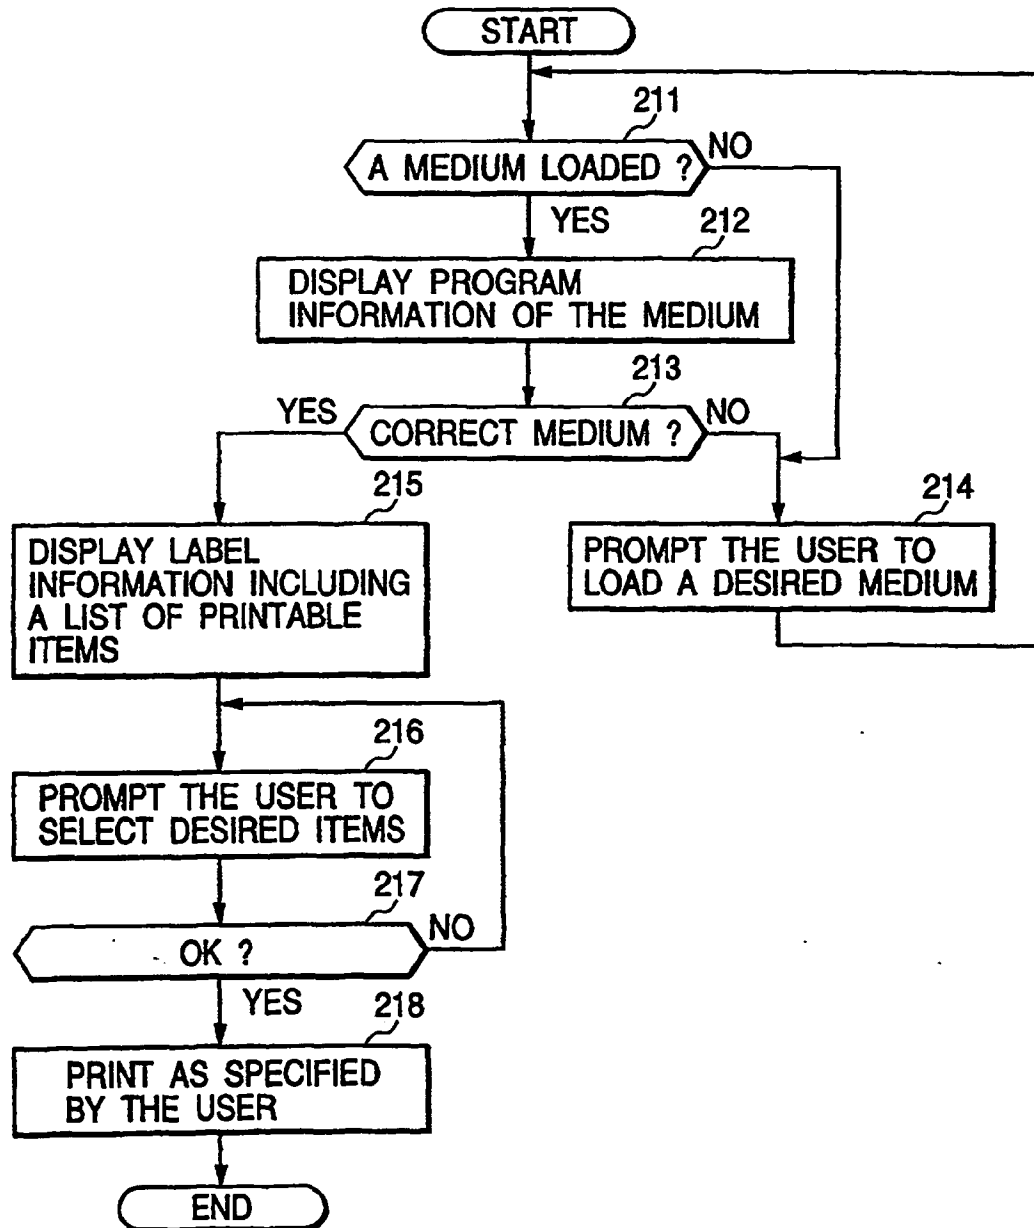 START
211
A MEDIUM LOADED ?
NO
YES
212
DISPLAY PROGRAM
INFORMATION OF THE MEDIUM
213
YES
CORRECT MEDIUM ?
NO
215
DISPLAY LABEL
INFORMATION INCLUDING
A LIST OF PRINTABLE
ITEMS
214
PROMPT THE USER TO
LOAD A DESIRED MEDIUM
216
PROMPT THE USER TO
SELECT DESIRED ITEMS
217
OK ?
NO
YES
218
PRINT AS SPECIFIED
BY THE USER
END